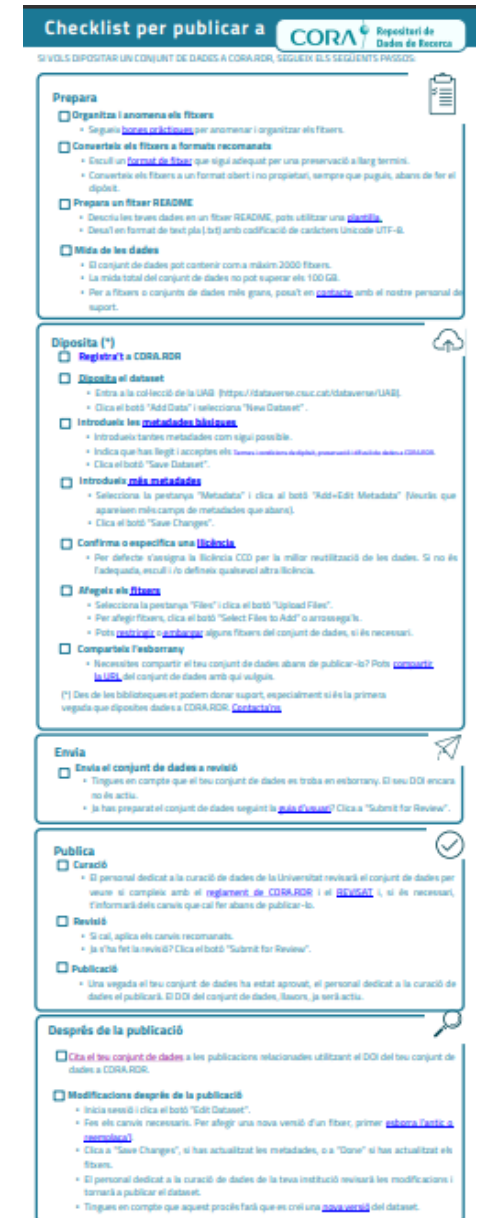 Checklist per publicar a
CORA Repositori de
Dades de Recerca
SI VOLS DIPOSITAR UN CONJUNT DE DADES A CORA.RDR, SEGUEIX ELS SEGÜENTS PASSOS:
Prepara
Organitza i anomena els fitxers
• Segueix bones pràctiques per anomenar i organitzar els fitxers.
Converteix els fitxers a formats recomanats
• Escull un format de fitxer que sigui adequat per una preservació a llarg termini.
• Converteix els fitxers a un format obert i no propietari, sempre que puguis, abans de fer el
dipòsit.
Prepara un fitxer README
• Descriu les teves dades en un fitxer README, pots utilitzar una plantilla.
• Desa'l en format de text pla (.txt) amb codificació de caràcters Unicode UTF-8.
Mida de les dades
• El conjunt de dades pot contenir com a màxim 2000 fitxers.
• La mida total del conjunt de dades no pot superar els 100 GB.
• Per a fitxers o conjunts de dades més grans, posa't en contacte amb el nostre personal de
suport.
Diposita (*)
Registra't a CORA.RDR
Diposita el dataset
• Entra a la col·lecció de la UAB (https://dataverse.csuc.cat/dataverse/UAB).
• Clica el botó "Add Data" i selecciona "New Dataset" .
Introdueix les metadades bàsiques
• Introdueix tantes metadades com sigui possible.
• Indica que has llegit i acceptes els Termes i condicions de dipòsit, preservació i difusió de dades a CORA.RDR.
• Clica el botó "Save Dataset".
Introdueix més metadades
• Selecciona la pestanya "Metadata" i clica al botó "Add+Edit Metadata" (Veuràs que
apareixen més camps de metadades que abans).
• Clica el botó "Save Changes".
Confirma o especifica una llicència
• Per defecte s'assigna la llicència CC0 per la millor reutilització de les dades. Si no és
l'adequada, escull i /o defineix qualsevol altra llicència.
Afegeix els fitxers
• Selecciona la pestanya "Files" i clica el botó "Upload Files".
• Per afegir fitxers, clica el botó "Select Files to Add" o arrossega'ls.
• Pots restringir o embargar alguns fitxers del conjunt de dades, si és necessari.
Comparteix l'esborrany
• Necessites compartir el teu conjunt de dades abans de publicar-lo? Pots compartir
la URL del conjunt de dades amb qui vulguis.
(*) Des de les biblioteques et podem donar suport, especialment si és la primera
vegada que diposites dades a CORA.RDR. Contacta'ns
Envia
Envia el conjunt de dades a revisió
• Tingues en compte que el teu conjunt de dades es troba en esborrany. El seu DOI encara
no és actiu.
• Ja has preparat el conjunt de dades seguint la guia d'usuari? Clica a "Submit for Review".
Publica
Curació
• El personal dedicat a la curació de dades de la Universitat revisarà el conjunt de dades per
veure si compleix amb el reglament de CORA.RDR i el REVISAT i, si és necessari,
t'informarà dels canvis que cal fer abans de publicar-lo.
Revisió
• Si cal, aplica els canvis recomanats.
• Ja s'ha fet la revisió? Clica el botó "Submit for Review".
Publicació
• Una vegada el teu conjunt de dades ha estat aprovat, el personal dedicat a la curació de
dades el publicarà. El DOI del conjunt de dades, llavors, ja serà actiu.
Després de la publicació
Cita el teu conjunt de dades a les publicacions relacionades utilitzant el DOI del teu conjunt de
dades a CORA.RDR.
Modificacions després de la publicació
• Inicia sessió i clica el botó "Edit Dataset".
• Fes els canvis necessaris. Per afegir una nova versió d'un fitxer, primer esborra l'antic o
reemplaça'l.
• Clica a "Save Changes", si has actualitzat les metadades, o a "Done" si has actualitzat els
fitxers.
• El personal dedicat a la curació de dades de la teva institució revisarà les modificacions i
tornarà a publicar el dataset.
• Tingues en compte que aquest procés farà que es creï una nova versió del dataset.